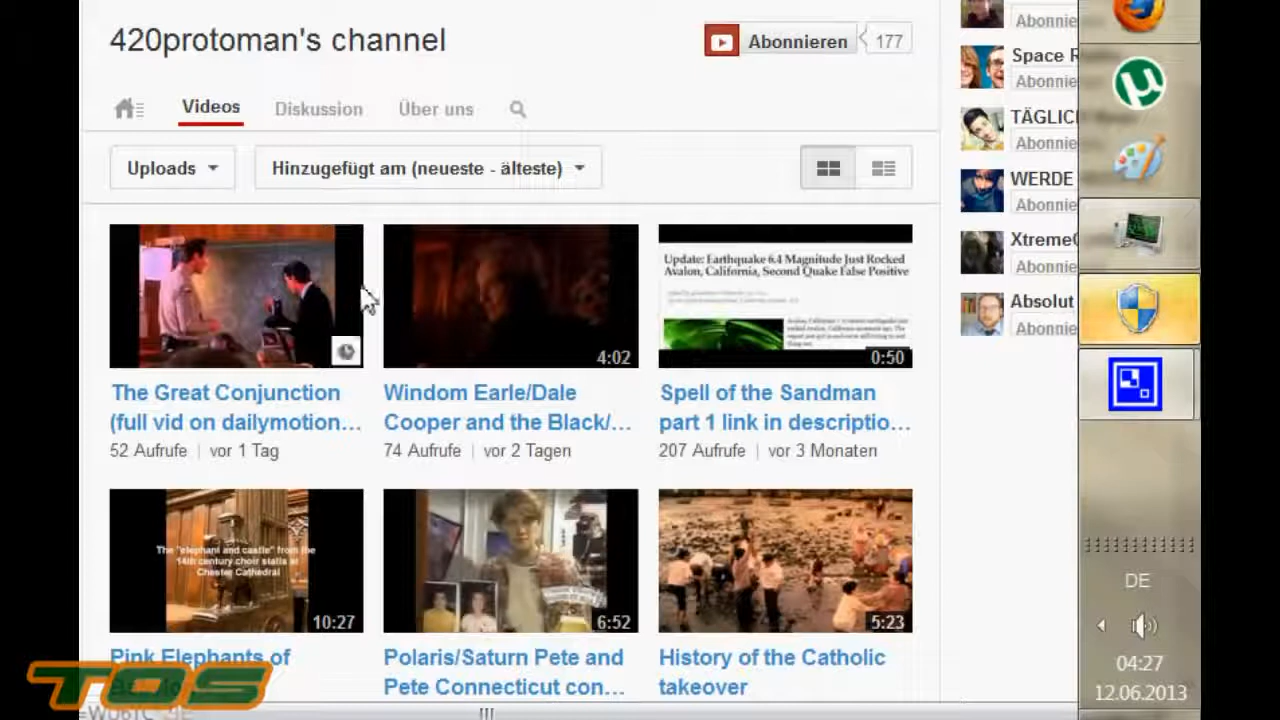 420protoman's channel
Abonnieren
177
Videos
Diskussion
Über uns
Uploads
Hinzugefügt am (neueste - älteste)
The Great Conjunction
(full vid on dailymotion…
52 Aufrufe | vor 1 Tag
4:02
Windom Earle/Dale
Cooper and the Black/…
74 Aufrufe | vor 2 Tagen
Update: Earthquake 6.4 Magnitude Just Rocked
Avalon, California, Second Quake False Positive
0:50
Spell of the Sandman
part 1 link in descriptio…
207 Aufrufe | vor 3 Monaten
The "elephant and castle" from the
14th century choir stalls at
Chester Cathedral
10:27
Pink Elephants of
6:52
Polaris/Saturn Pete and
Pete Connecticut con…
5:23
History of the Catholic
takeover
Abonnie
Space R
Abonnie
TÄGLIC
Abonnie
WERDE
Abonnie
Xtreme
Abonnie
Absolut
Abonnie
µ
DE
04:27
12.06.2013
TOS